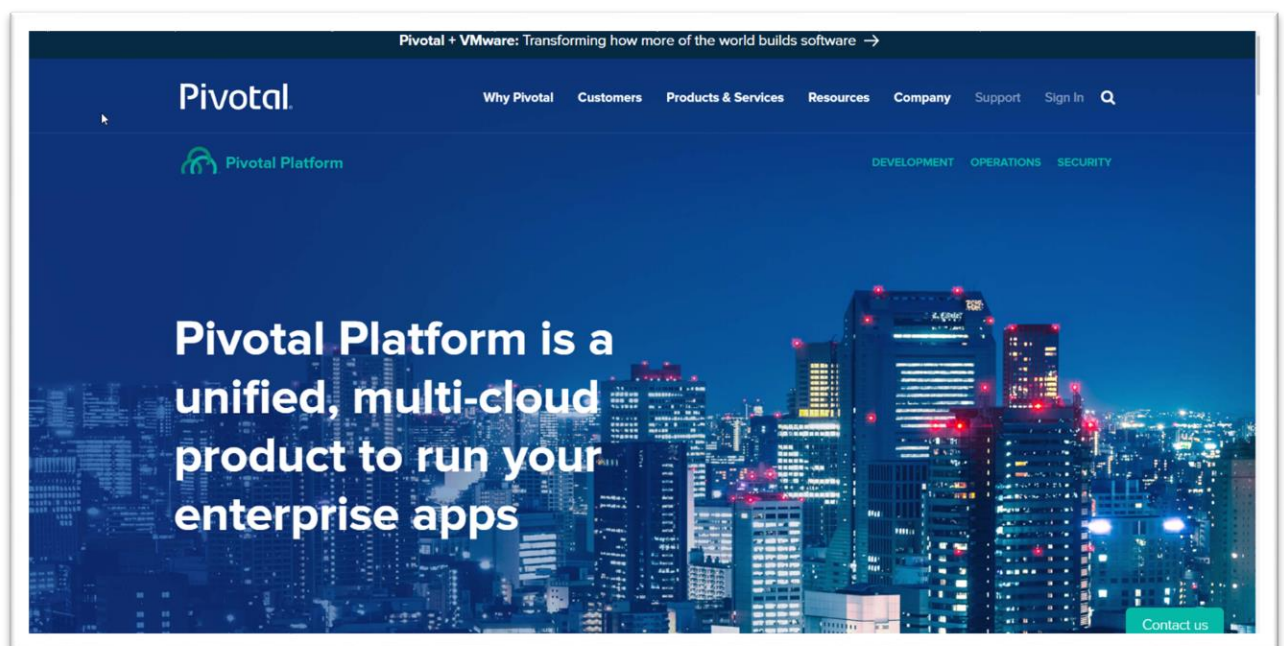 Pivotal + VMware: Transforming how more of the world builds software →
Pivotal.
Why Pivotal Customers Products & Services Resources Company Support Sign In
Pivotal Platform
DEVELOPMENT OPERATIONS SECURITY
Pivotal Platform is a
unified, multi-cloud
product to run your
enterprise apps
Contact us